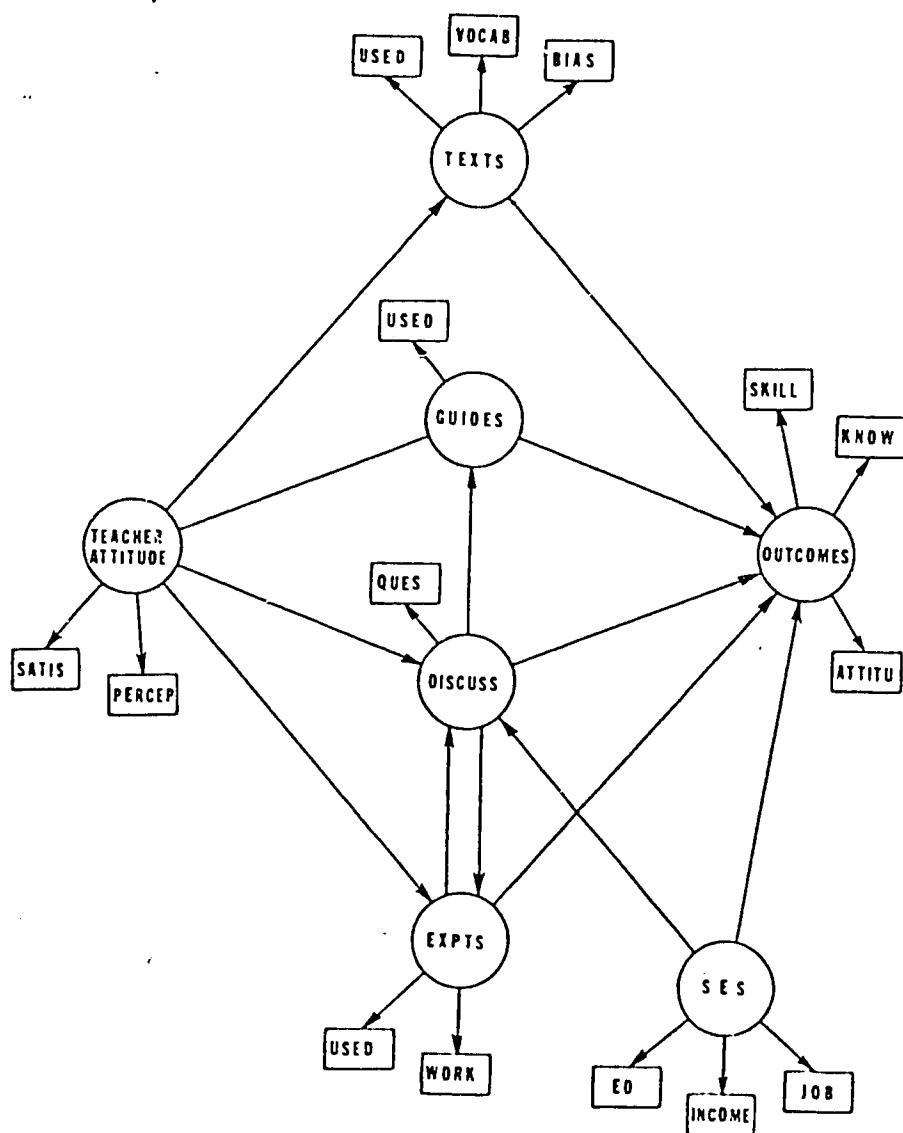 VOCAB
USED
BIAS
TEXTS
USED
GUIDES
SKILL
KNOW
TEACHER
ATTITUDE
OUTCOMES
QUES
SATIS
PERCEP
DISCUSS
ATTITU
EXPTS
SES
USED
WORK
ED
INCOME
JOB